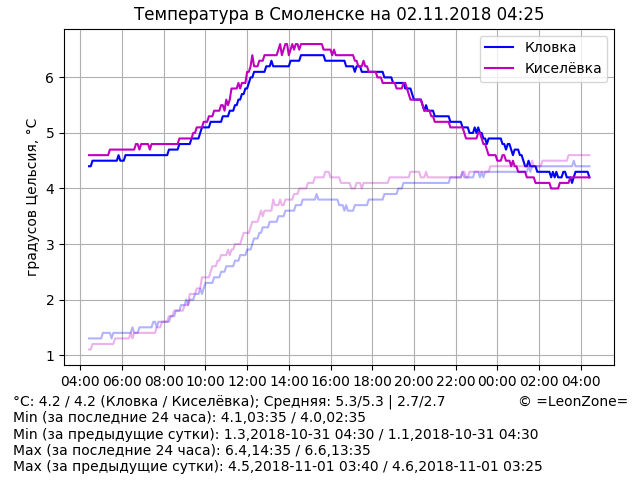 Температура в Смоленске на 02.11.2018 04:25
Кловка
Киселёвка
градусов Цельсия, °C
6
5
4
3
2
1
04:00 06:00 08:00 10:00 12:00 14:00 16:00 18:00 20:00 22:00 00:00 02:00 04:00
°C: 4.2 / 4.2 (Кловка / Киселёвка); Средняя: 5.3/5.3 | 2.7/2.7 © =LeonZone=
Min (за последние 24 часа): 4.1,03:35 / 4.0,02:35
Min (за предыдущие сутки): 1.3,2018-10-31 04:30 / 1.1,2018-10-31 04:30
Max (за последние 24 часа): 6.4,14:35 / 6.6,13:35
Max (за предыдущие сутки): 4.5,2018-11-01 03:40 / 4.6,2018-11-01 03:25